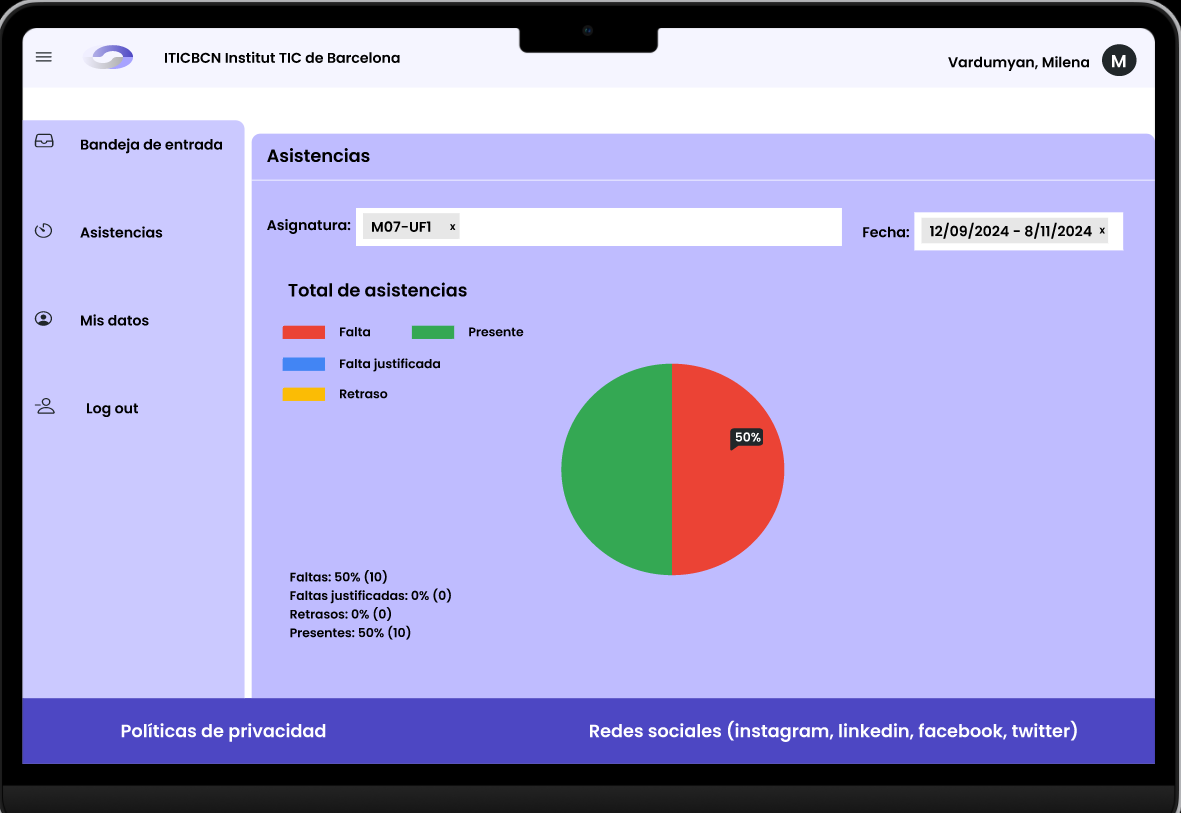 ITICBCN Institut TIC de Barcelona
Vardumyan, Milena
M
Bandeja de entrada
Asistencias
Mis datos
Log out
Asistencias
Asignatura: M07-UF1 x
Fecha: 12/09/2024 - 8/11/2024 x
Total de asistencias
Falta Presente
Falta justificada
Retraso
50%
Faltas: 50% (10)
Faltas justificadas: 0% (0)
Retrasos: 0% (0)
Presentes: 50% (10)
Políticas de privacidad
Redes sociales (instagram, linkedin, facebook, twitter)